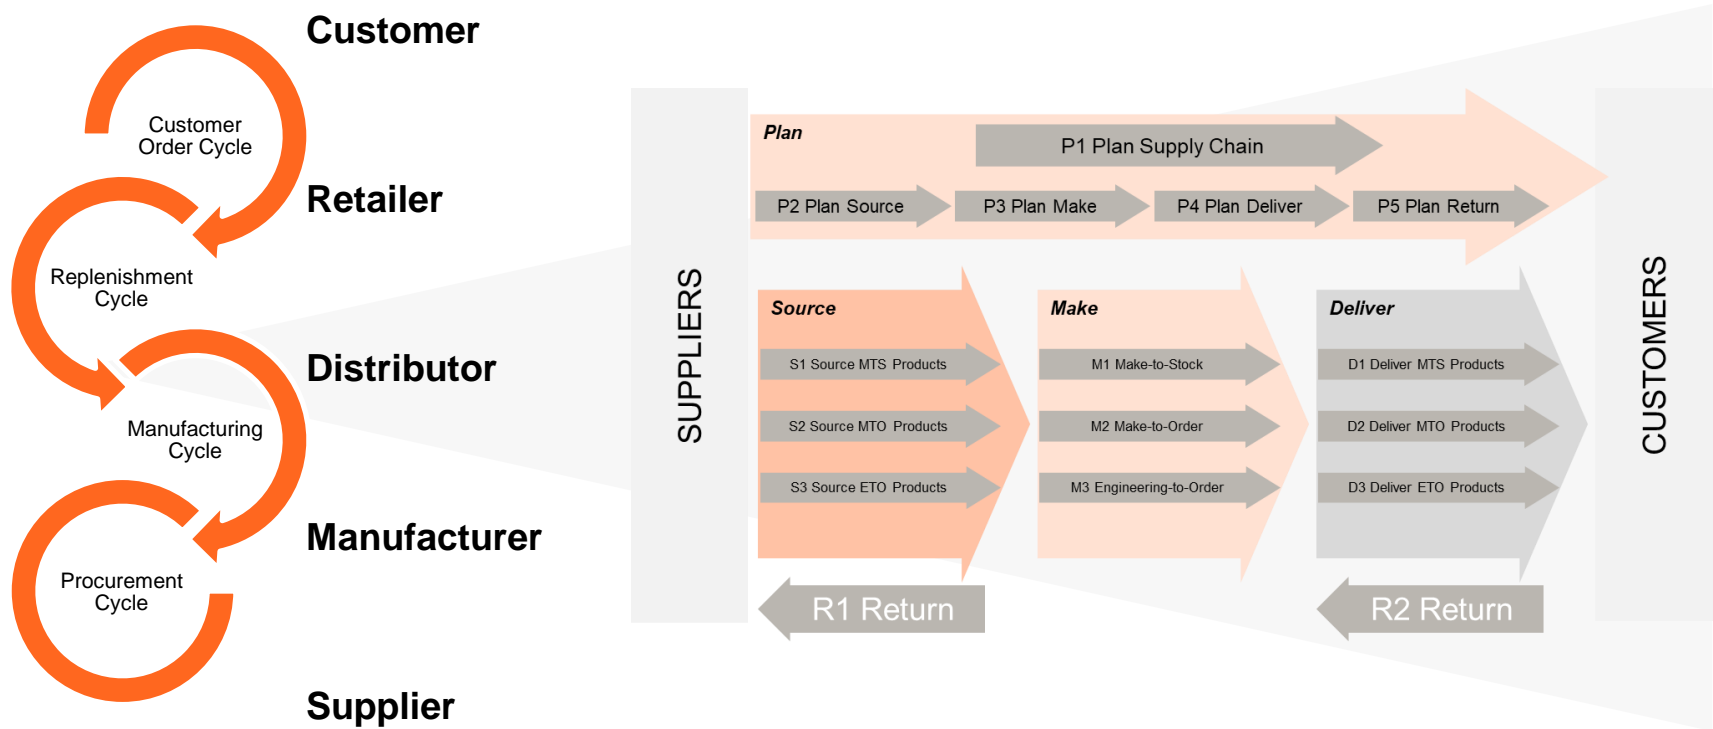 Customer
Customer
Order Cycle
Retailer
Replenishment
Cycle
Distributor
Manufacturing
Cycle
Manufacturer
Procurement
Cycle
Supplier
SUPPLIERS
Plan
P1 Plan Supply Chain
P2 Plan Source
P3 Plan Make
P4 Plan Deliver
P5 Plan Return
Source
S1 Source MTS Products
S2 Source MTO Products
S3 Source ETO Products
Make
M1 Make-to-Stock
M2 Make-to-Order
M3 Engineering-to-Order
Deliver
D1 Deliver MTS Products
D2 Deliver MTO Products
D3 Deliver ETO Products
R1 Return
R2 Return
CUSTOMERS